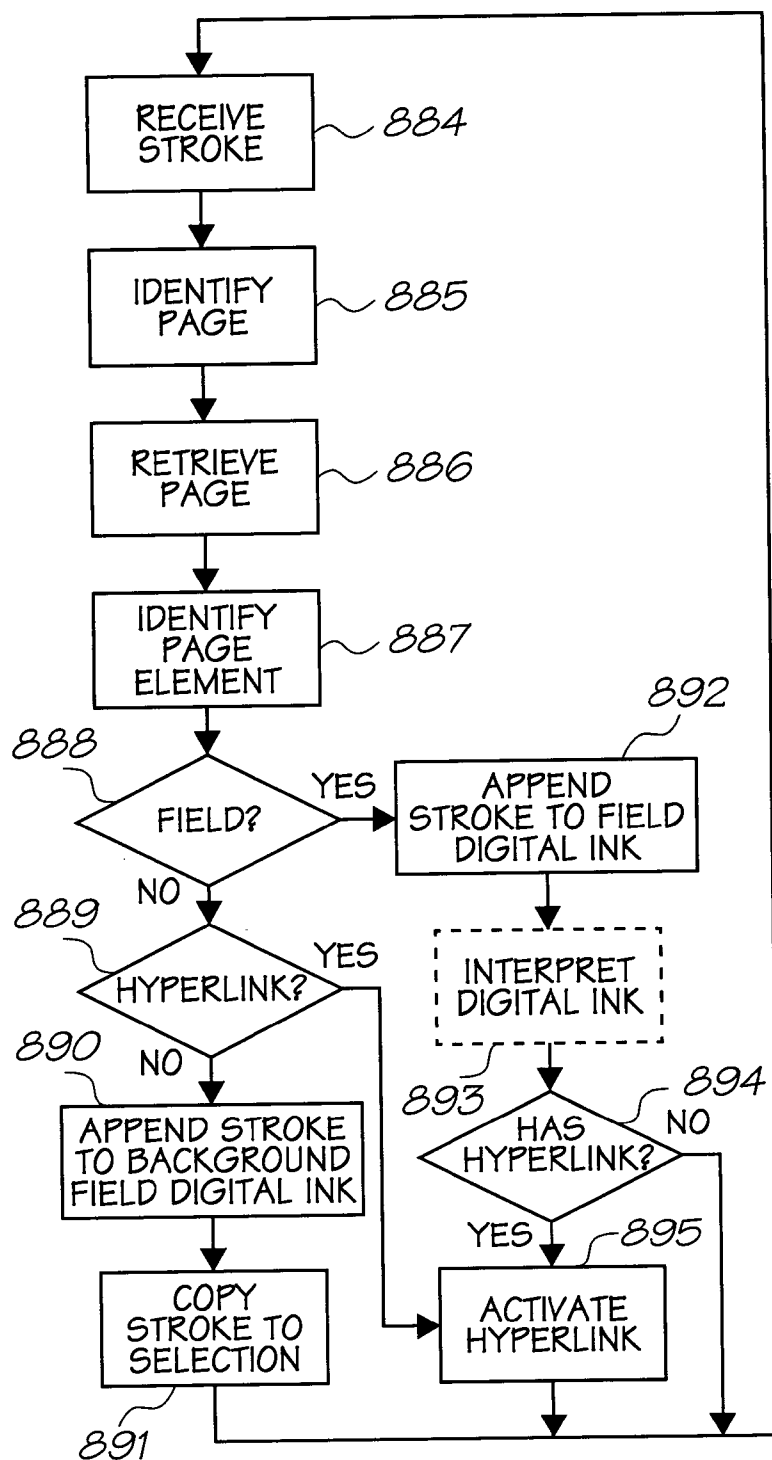 RECEIVE
STROKE
884
IDENTIFY
PAGE
885
RETRIEVE
PAGE
886
IDENTIFY
PAGE
ELEMENT
887
888
FIELD?
YES
NO
892
APPEND
STROKE TO FIELD
DIGITAL INK
889
HYPERLINK?
YES
NO
INTERPRET
DIGITAL INK
893
890
APPEND STROKE
TO BACKGROUND
FIELD DIGITAL INK
894
HAS
HYPERLINK?
NO
YES
895
COPY
STROKE TO
SELECTION
891
ACTIVATE
HYPERLINK